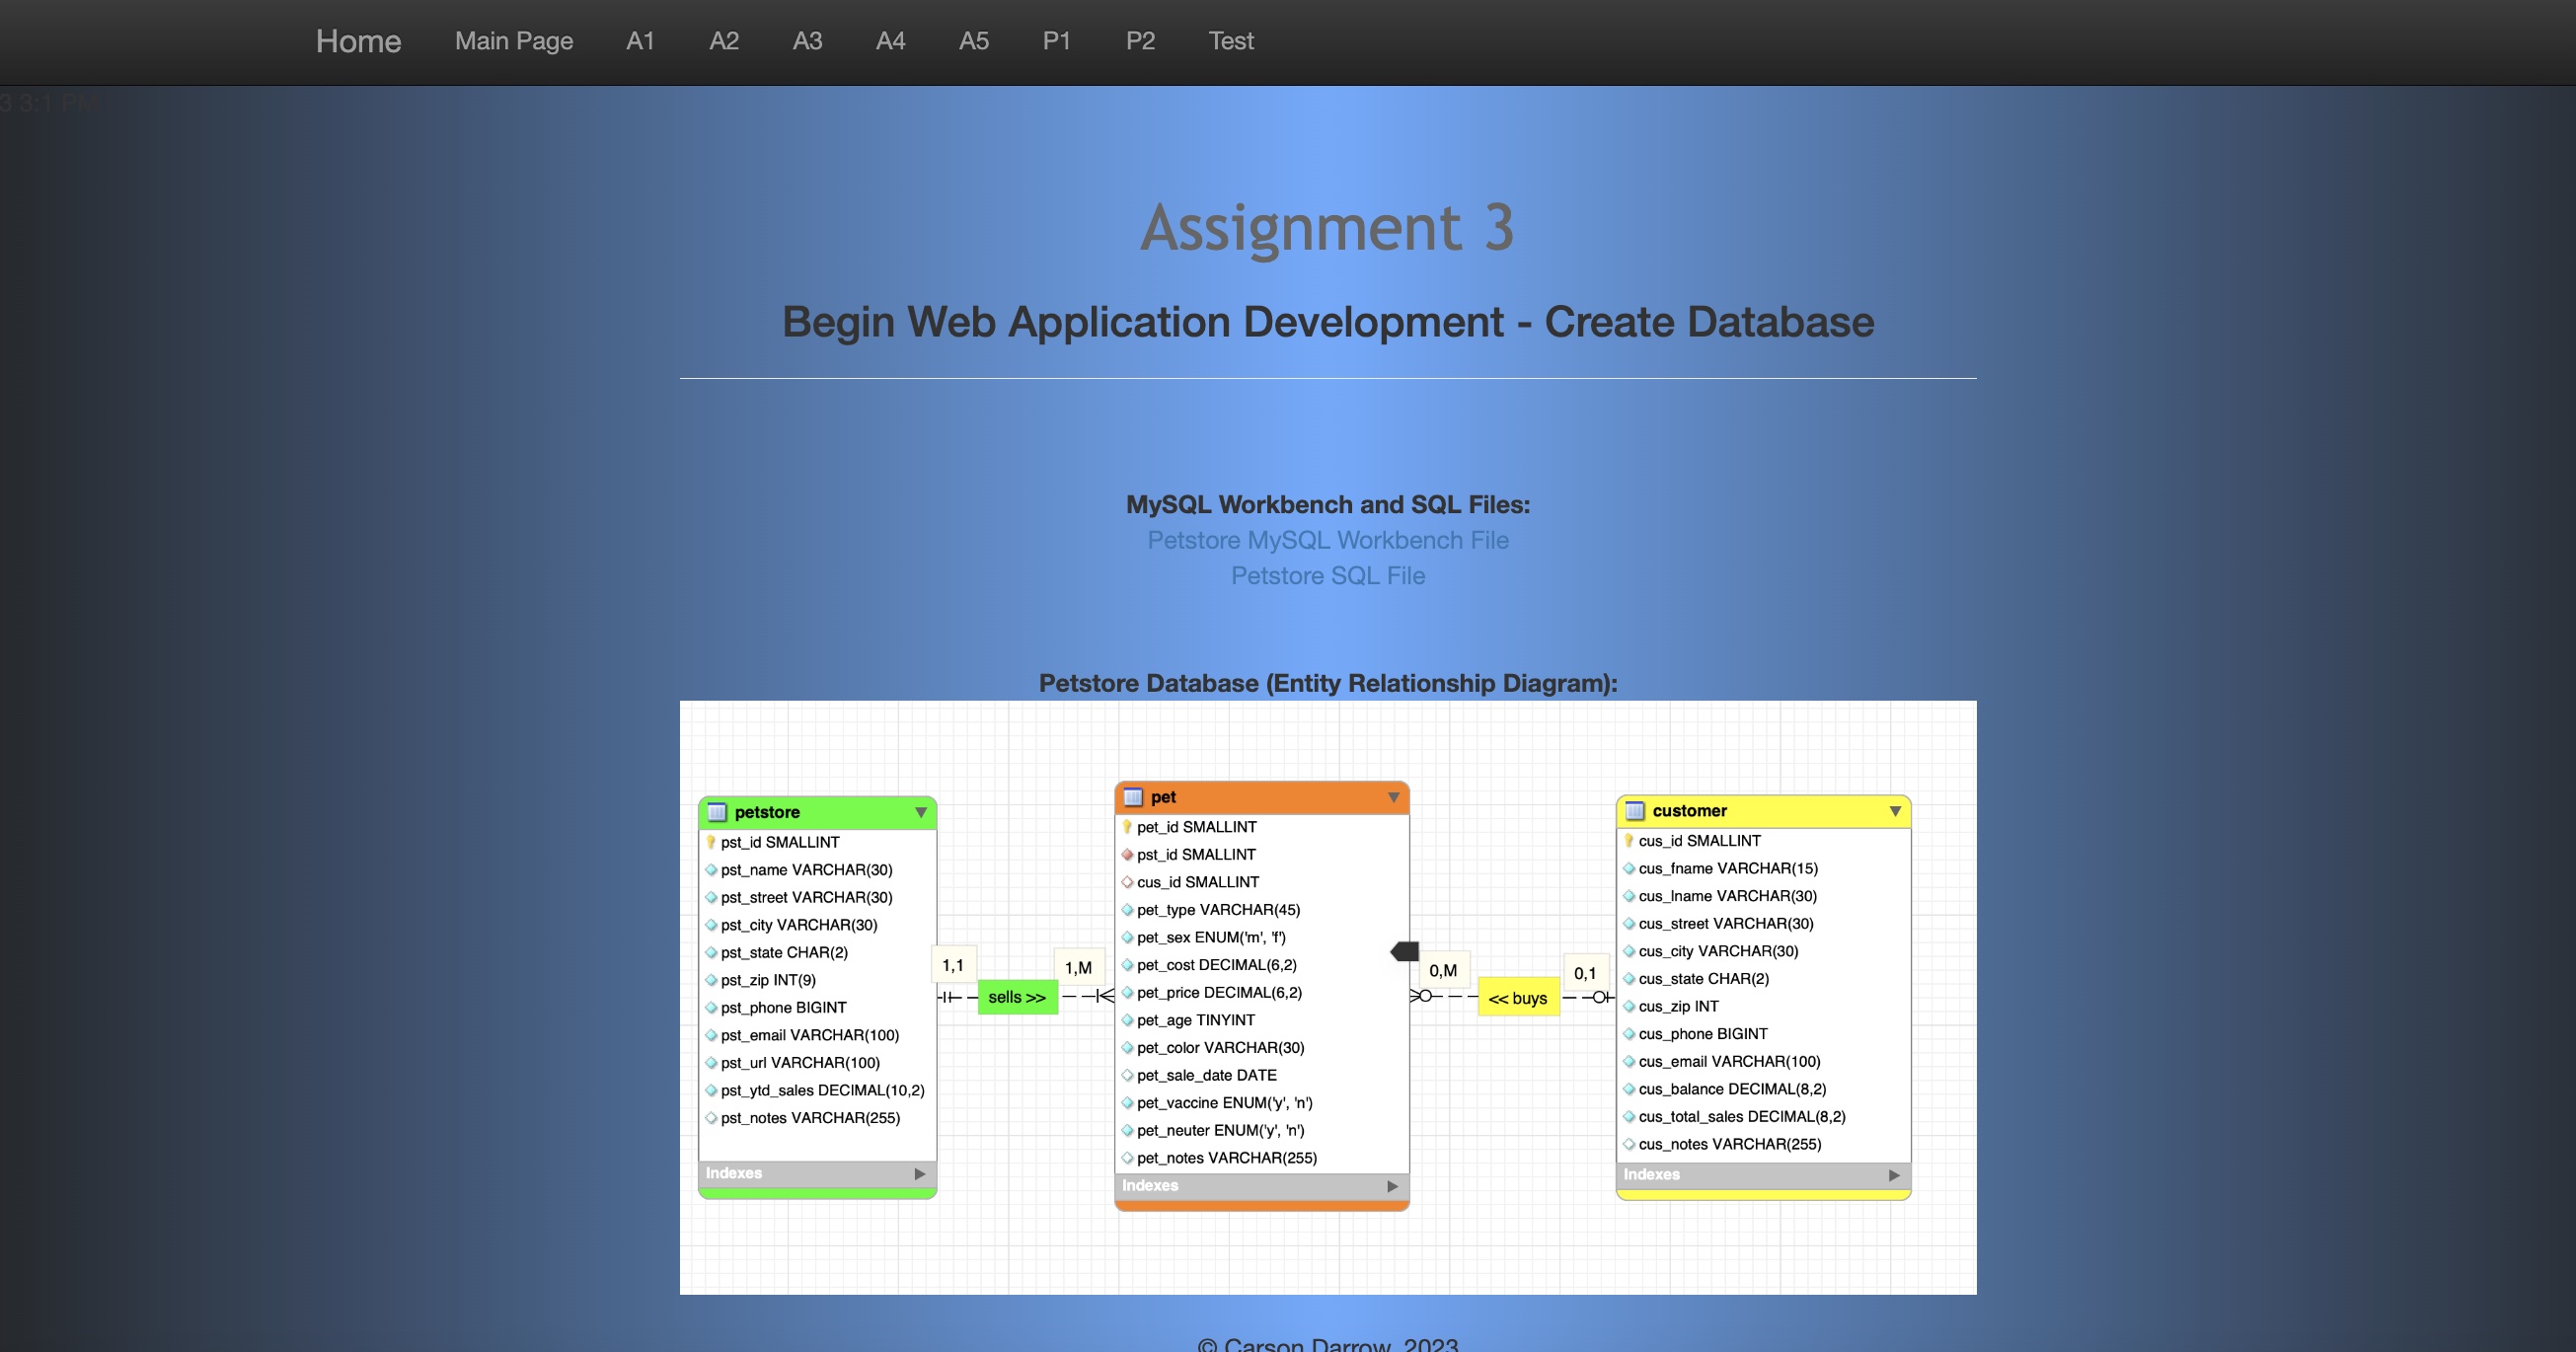 Home Main Page A1 A2 A3 A4 A5 P1 P2 Test
3 3:1 PM
Assignment 3
Begin Web Application Development - Create Database
MySQL Workbench and SQL Files:
Petstore MySQL Workbench File
Petstore SQL File
Petstore Database (Entity Relationship Diagram):
petstore
pst_id SMALLINT
pst_name VARCHAR(30)
pst_street VARCHAR(30)
pst_city VARCHAR(30)
pst_state CHAR(2)
pst_zip INT(9)
pst_phone BIGINT
pst_email VARCHAR(100)
pst_url VARCHAR(100)
pst_ytd_sales DECIMAL(10,2)
pst_notes VARCHAR(255)
Indexes
1,1
sells >>
1,M
pet
pet_id SMALLINT
pst_id SMALLINT
cus_id SMALLINT
pet_type VARCHAR(45)
pet_sex ENUM('m', 'f')
pet_cost DECIMAL(6,2)
pet_price DECIMAL(6,2)
pet_age TINYINT
pet_color VARCHAR(30)
pet_sale_date DATE
pet_vaccine ENUM('y', 'n')
pet_neuter ENUM('y', 'n')
pet_notes VARCHAR(255)
Indexes
0,M
<< buys
0,1
customer
cus_id SMALLINT
cus_fname VARCHAR(15)
cus_lname VARCHAR(30)
cus_street VARCHAR(30)
cus_city VARCHAR(30)
cus_state CHAR(2)
cus_zip INT
cus_phone BIGINT
cus_email VARCHAR(100)
cus_balance DECIMAL(8,2)
cus_total_sales DECIMAL(8,2)
cus_notes VARCHAR(255)
Indexes
© Carson Darrow, 2023